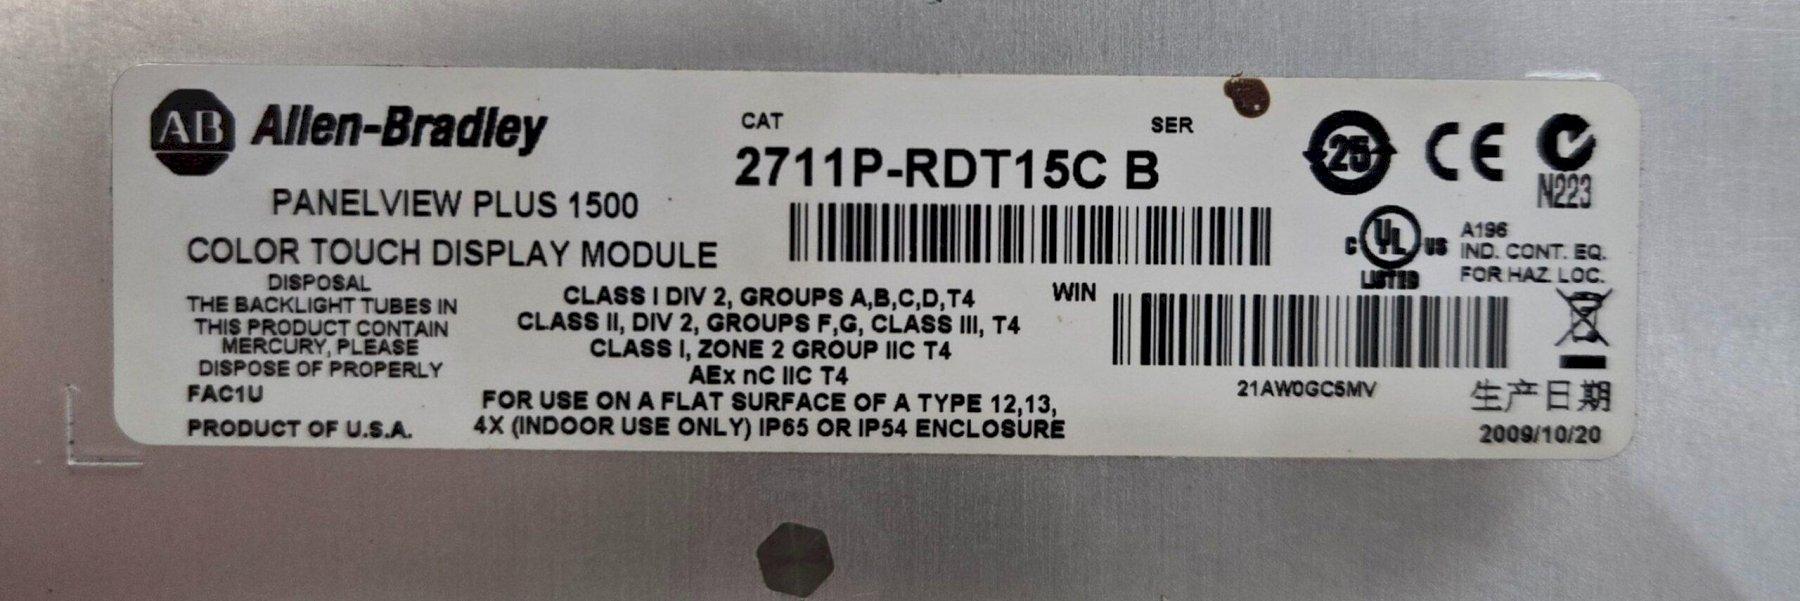 AB Allen-Bradley
PANELVIEW PLUS 1500
COLOR TOUCH DISPLAY MODULE
DISPOSAL
THE BACKLIGHT TUBES IN
THIS PRODUCT CONTAIN
MERCURY, PLEASE
DISPOSE OF PROPERLY
FAC1U
PRODUCT OF U.S.A.
CAT SER
2711P-RDT15C B
CLASS I DIV 2, GROUPS A,B,C,D,T4
CLASS II, DIV 2, GROUPS F,G, CLASS III, T4
CLASS I, ZONE 2 GROUP IIC T4
AEx nC IIC T4
FOR USE ON A FLAT SURFACE OF A TYPE 12,13,
4X (INDOOR USE ONLY) IP65 OR IP54 ENCLOSURE
WIN
21AW0GC5MV
25 CE
N223
C UL US
LISTED
A196
IND. CONT. EQ.
FOR HAZ. LOC.
生产日期
2009/10/20